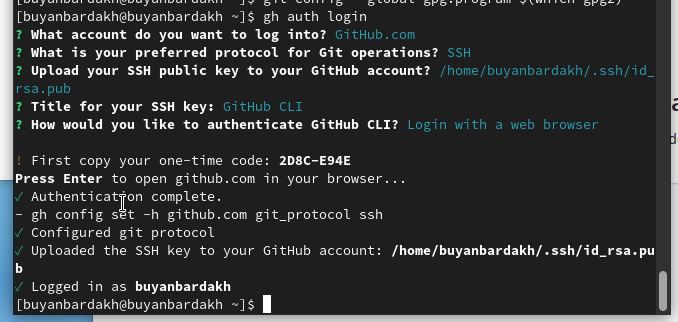 [buyanbardakh@buyanbardakh ~]$ gh auth login
? What account do you want to log into? GitHub.com
? What is your preferred protocol for Git operations? SSH
? Upload your SSH public key to your GitHub account? /home/buyanbardakh/.ssh/id_
rsa.pub
? Title for your SSH key: GitHub CLI
? How would you like to authenticate GitHub CLI? Login with a web browser
! First copy your one-time code: 2D8C-E94E
Press Enter to open github.com in your browser...
✓ Authentication complete.
- gh config set -h github.com git_protocol ssh
✓ Configured git protocol
✓ Uploaded the SSH key to your GitHub account: /home/buyanbardakh/.ssh/id_rsa.pu
b
✓ Logged in as buyanbardakh
[buyanbardakh@buyanbardakh ~]$